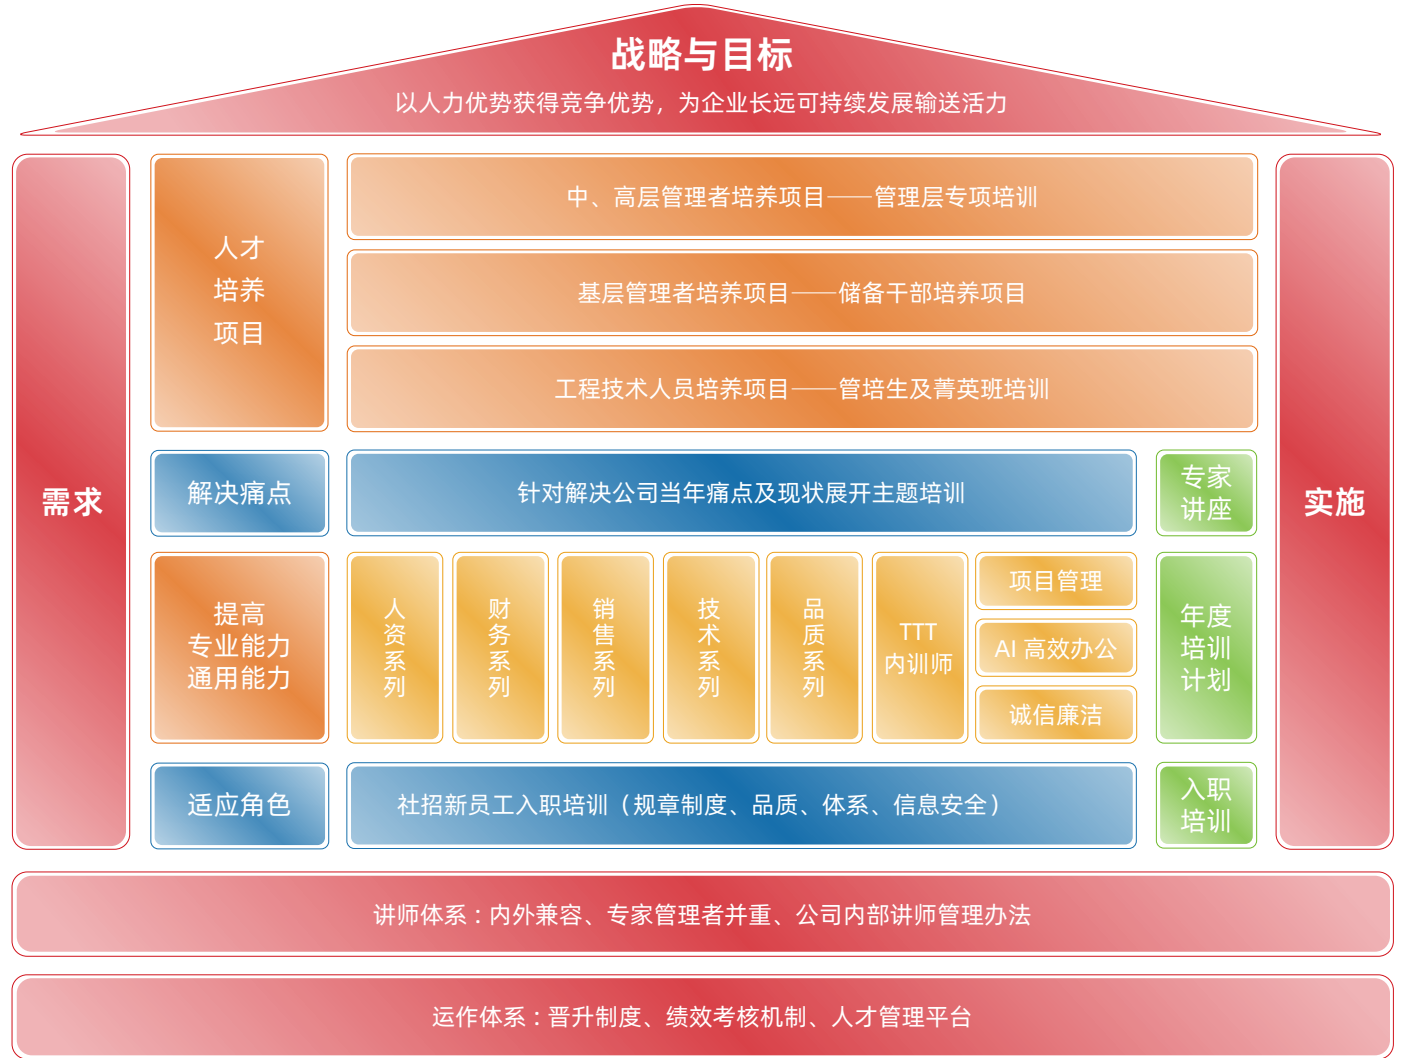 战略与目标
以人力优势获得竞争优势，为企业长远可持续发展输送活力
需求
人才
培养
项目
中、高层管理者培养项目——管理层专项培训
基层管理者培养项目——储备干部培养项目
工程技术人员培养项目——管培生及菁英班培训
解决痛点
针对解决公司当年痛点及现状展开主题培训
专家
讲座
提高
专业能力
通用能力
人资系列
财务系列
销售系列
技术系列
品质系列
TTT
内训师
项目管理
AI 高效办公
诚信廉洁
年度
培训
计划
适应角色
社招新员工入职培训（规章制度、品质、体系、信息安全）
入职
培训
实施
讲师体系：内外兼容、专家管理者并重、公司内部讲师管理办法
运作体系：晋升制度、绩效考核机制、人才管理平台